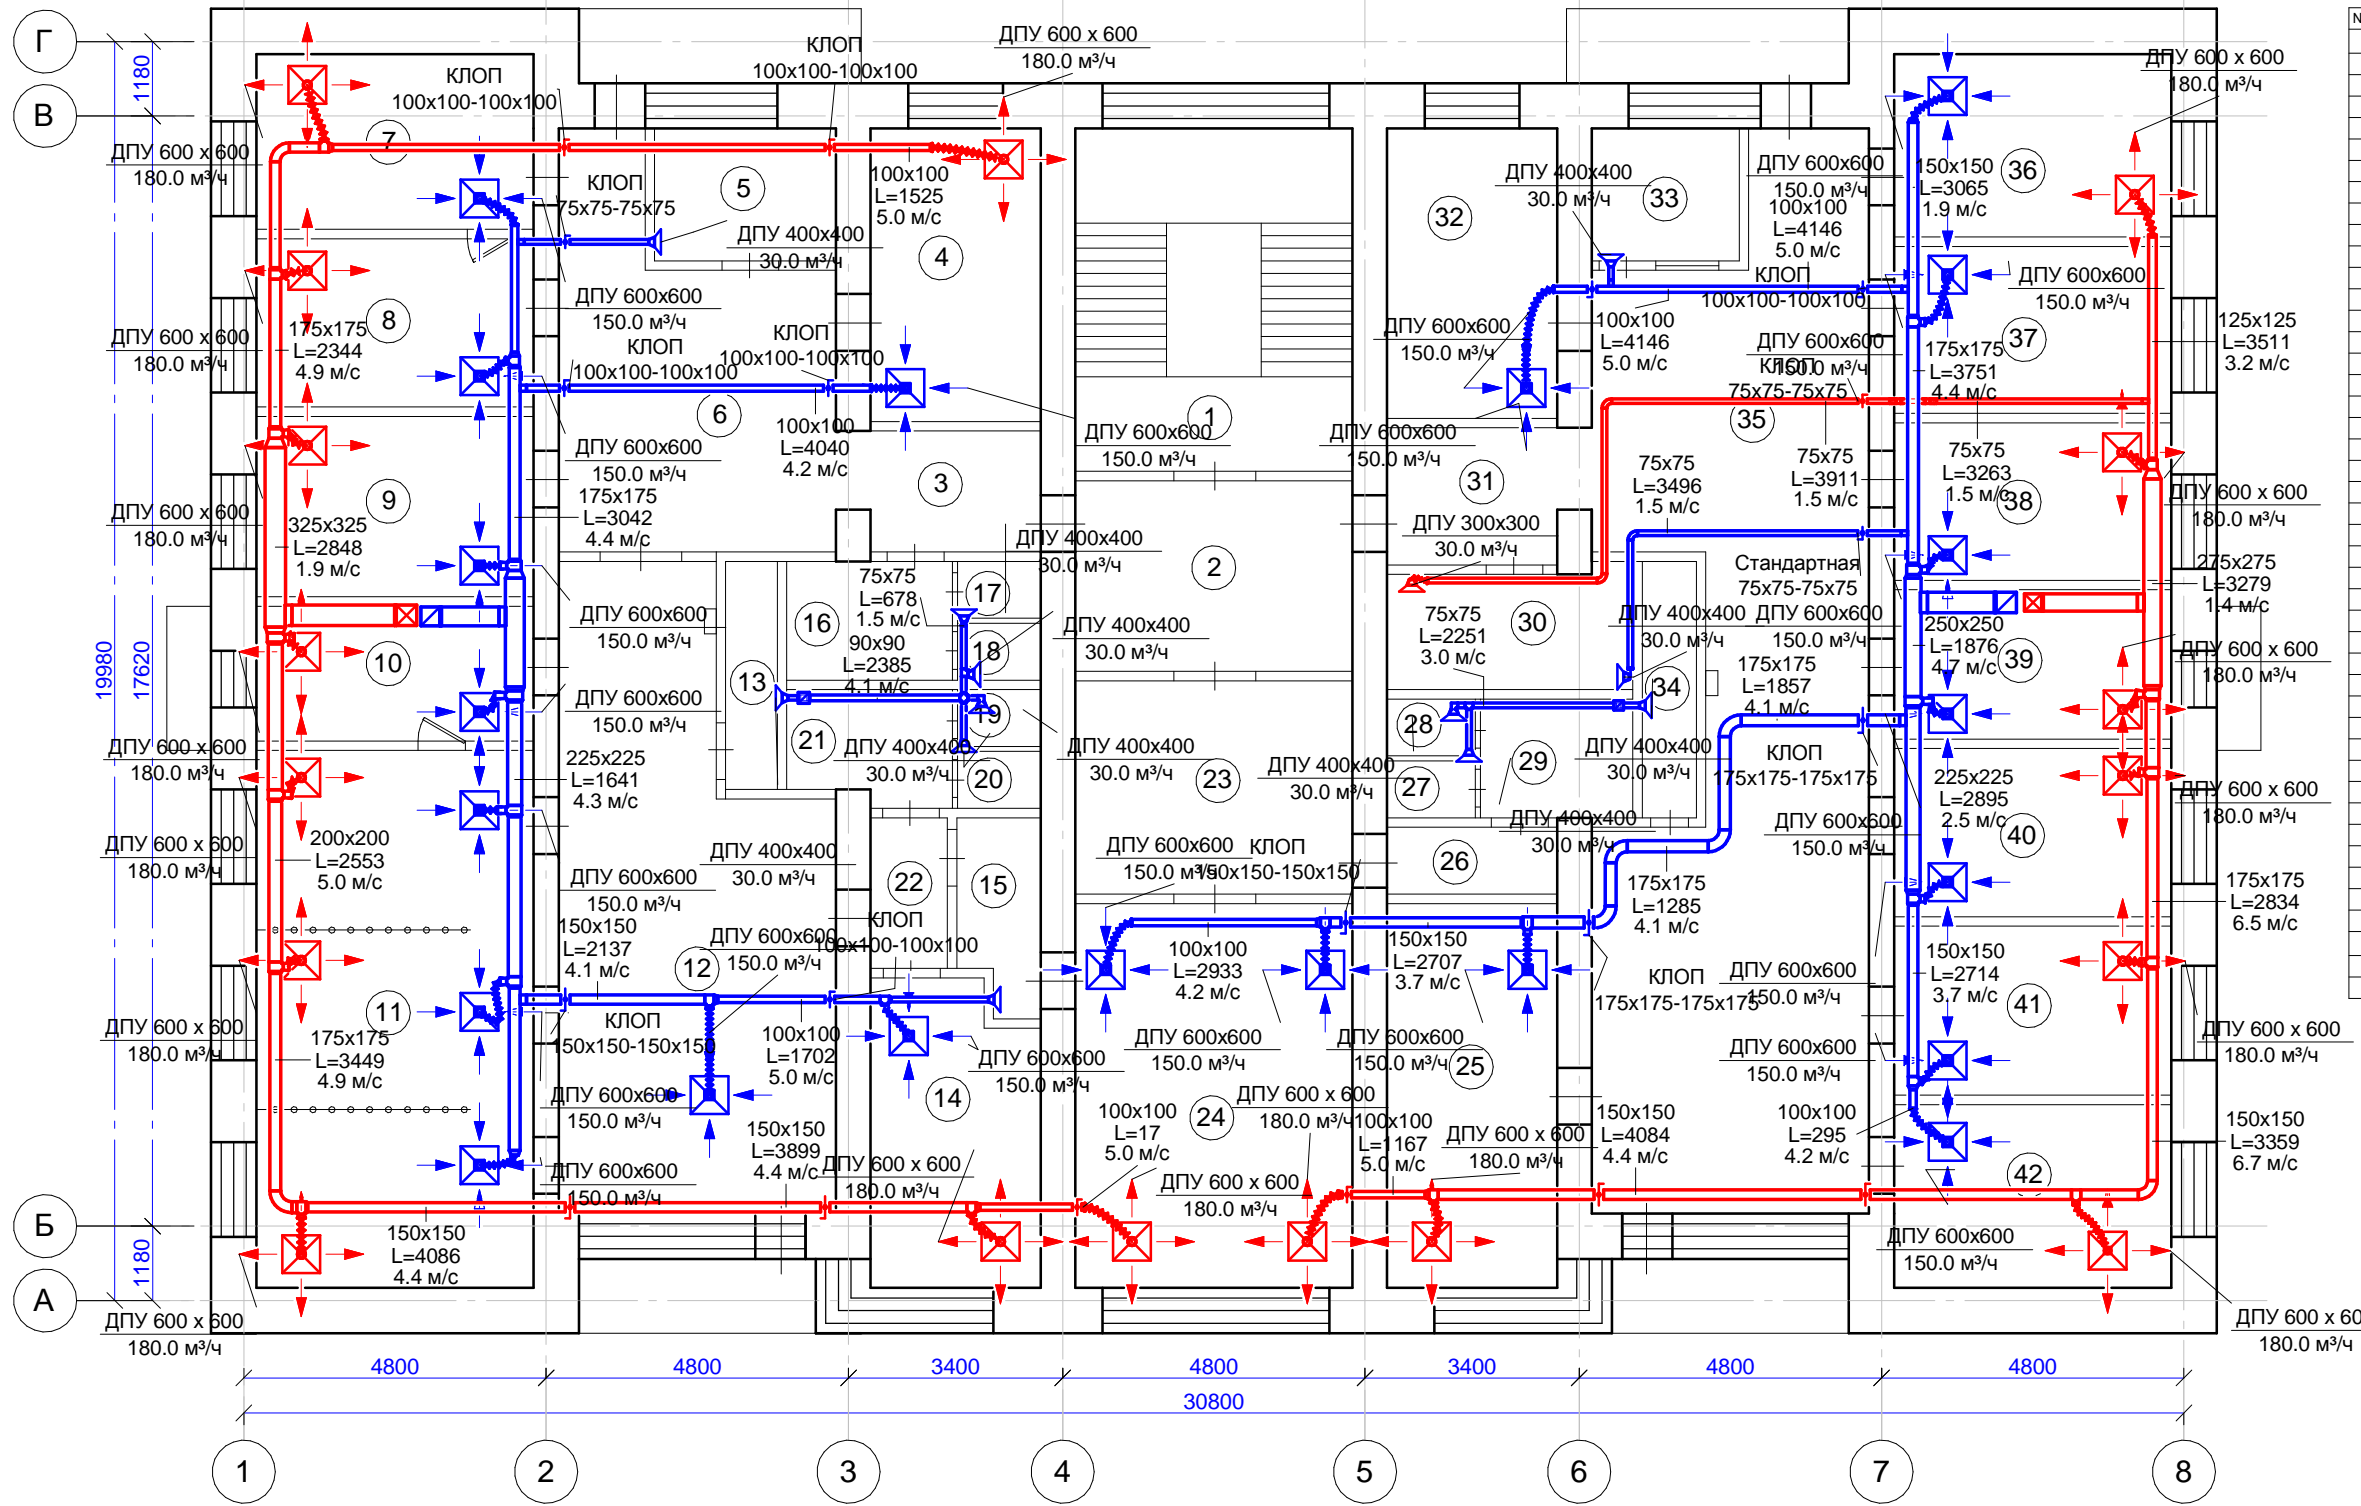 Г
В
Б
А
1180
19980
17620
1180
N
КЛОП
100х100-100х100
КЛОП
100х100-100х100
ДПУ 600 х 600
180.0 м³/ч
ДПУ 600 х 600
180.0 м³/ч
7
ДПУ 600 х 600
180.0 м³/ч
КЛОП
75х75-75х75
5
ДПУ 400х400
30.0 м³/ч
100х100
L=1525
5.0 м/с
4
32
ДПУ 400х400
30.0 м³/ч
33
ДПУ 600х600
150.0 м³/ч
100х100
L=4146
5.0 м/с
150х150
L=3065
1.9 м/с
36
КЛОП
100х100-100х100
ДПУ 600х600
150.0 м³/ч
ДПУ 600 х 600
180.0 м³/ч
175х175
L=2344
4.9 м/с
8
ДПУ 600х600
150.0 м³/ч
КЛОП
100х100-100х100
КЛОП
100х100-100х100
ДПУ 600х600
150.0 м³/ч
100х100
L=4146
5.0 м/с
ДПУ 600х600
150.0 м³/ч
КЛОП
75х75-75х75
175х175
L=3751
4.4 м/с
37
125х125
L=3511
3.2 м/с
6
100х100
L=4040
4.2 м/с
1
ДПУ 600х600
150.0 м³/ч
ДПУ 600х600
150.0 м³/ч
35
ДПУ 600х600
150.0 м³/ч
175х175
L=3042
4.4 м/с
3
31
75х75
L=3496
1.5 м/с
75х75
L=3911
1.5 м/с
75х75
L=3263
1.5 м/с
38
ДПУ 600 х 600
180.0 м³/ч
ДПУ 600 х 600
180.0 м³/ч
9
325х325
L=2848
1.9 м/с
ДПУ 400х400
30.0 м³/ч
2
ДПУ 300х300
30.0 м³/ч
Стандартная
75х75-75х75
275х275
L=3279
1.4 м/с
75х75
L=678
1.5 м/с
17
16
ДПУ 600х600
150.0 м³/ч
90х90
L=2385
4.1 м/с
18
ДПУ 400х400
30.0 м³/ч
75х75
L=2251
3.0 м/с
30
ДПУ 400х400
30.0 м³/ч
ДПУ 600х600
150.0 м³/ч
250х250
L=1876
4.7 м/с
39
ДПУ 600 х 600
180.0 м³/ч
10
13
175х175
L=1857
4.1 м/с
34
ДПУ 600х600
150.0 м³/ч
19
28
21
ДПУ 400х400
30.0 м³/ч
20
ДПУ 400х400
30.0 м³/ч
23
ДПУ 400х400
30.0 м³/ч
27
29
ДПУ 400х400
30.0 м³/ч
КЛОП
175х175-175х175
ДПУ 600 х 600
180.0 м³/ч
225х225
L=1641
4.3 м/с
225х225
L=2895
2.5 м/с
40
ДПУ 600 х 600
180.0 м³/ч
ДПУ 600 х 600
180.0 м³/ч
200х200
L=2553
5.0 м/с
ДПУ 600х600
150.0 м³/ч
ДПУ 400х400
30.0 м³/ч
22
15
ДПУ 600х600
150.0 м³/ч
КЛОП
150х150-150х150
26
ДПУ 400х400
30.0 м³/ч
ДПУ 600х600
150.0 м³/ч
175х175
L=1285
4.1 м/с
175х175
L=2834
6.5 м/с
150х150
L=2137
4.1 м/с
12
ДПУ 600х600
150.0 м³/ч
КЛОП
100х100-100х100
100х100
L=2933
4.2 м/с
150х150
L=2707
3.7 м/с
КЛОП
175х175-175х175
ДПУ 600х600
150.0 м³/ч
150х150
L=2714
3.7 м/с
41
11
ДПУ 600 х 600
180.0 м³/ч
175х175
L=3449
4.9 м/с
КЛОП
150х150-150х150
100х100
L=1702
5.0 м/с
ДПУ 600х600
150.0 м³/ч
14
ДПУ 600х600
150.0 м³/ч
ДПУ 600х600
150.0 м³/ч
25
ДПУ 600х600
150.0 м³/ч
ДПУ 600 х 600
180.0 м³/ч
ДПУ 600х600
150.0 м³/ч
150х150
L=3899
4.4 м/с
100х100
L=17
5.0 м/с
24
ДПУ 600 х 600
180.0 м³/ч
100х100
L=1167
5.0 м/с
ДПУ 600 х 600
180.0 м³/ч
150х150
L=4084
4.4 м/с
100х100
L=295
4.2 м/с
150х150
L=3359
6.7 м/с
ДПУ 600х600
150.0 м³/ч
ДПУ 600 х 600
180.0 м³/ч
ДПУ 600 х 600
180.0 м³/ч
42
150х150
L=4086
4.4 м/с
ДПУ 600х600
150.0 м³/ч
ДПУ 600 х 600
180.0 м³/ч
ДПУ 600 х 60
180.0 м³/ч
4800
4800
3400
4800
3400
4800
4800
30800
1
2
3
4
5
6
7
8